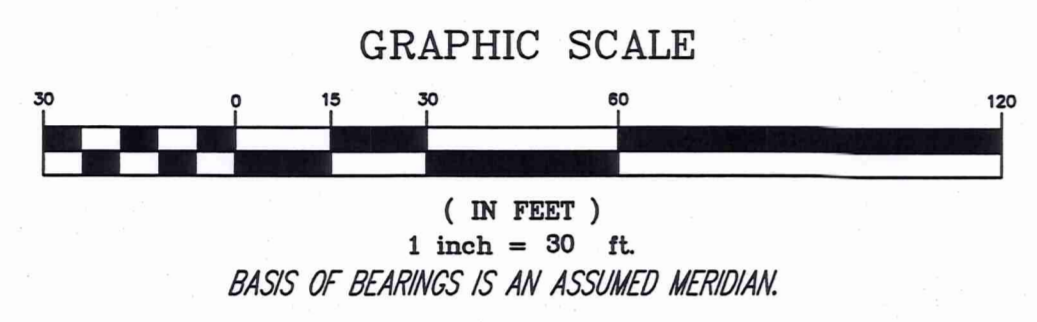 GRAPHIC SCALE
30 0 15 30 60 120
( IN FEET )
1 inch = 30 ft.
BASIS OF BEARINGS IS AN ASSUMED MERIDIAN.